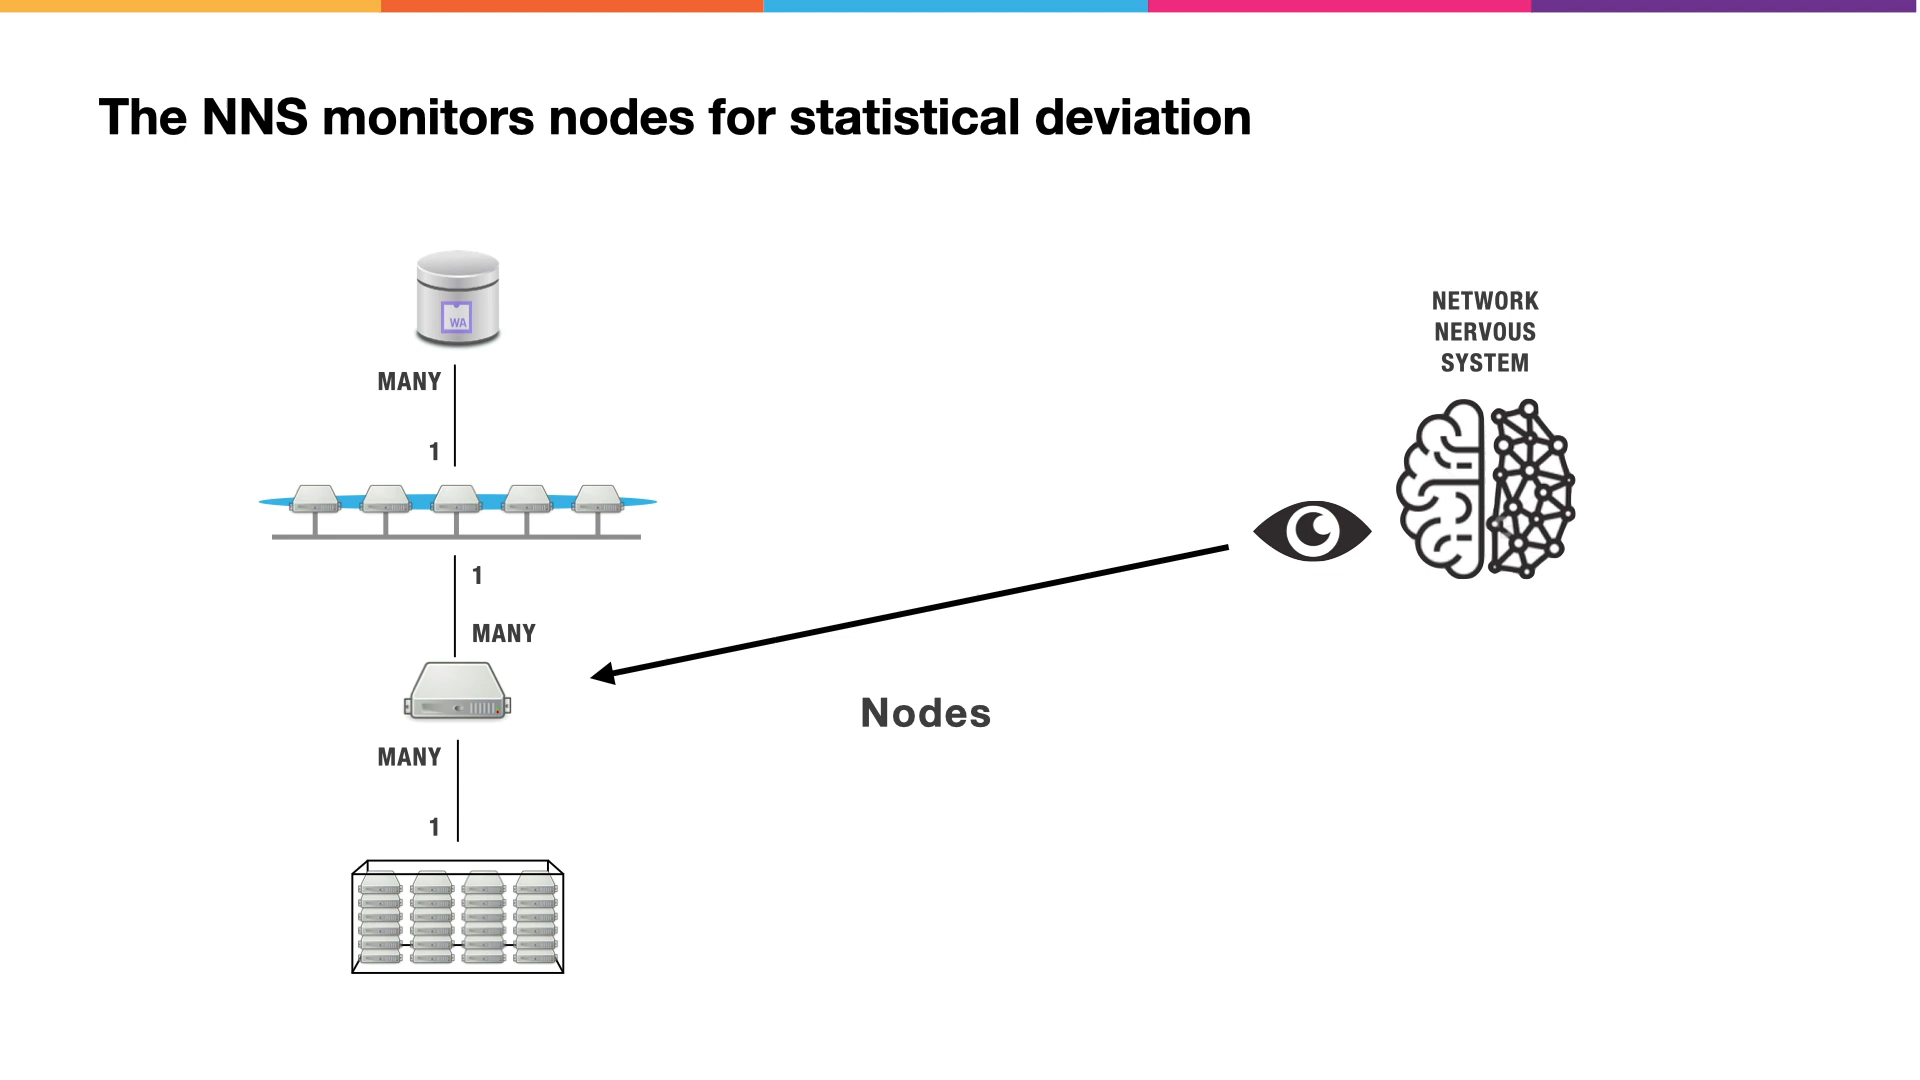 The NNS monitors nodes for statistical deviation
WA
NETWORK
NERVOUS
SYSTEM
MANY
1
1
MANY
Nodes
MANY
1